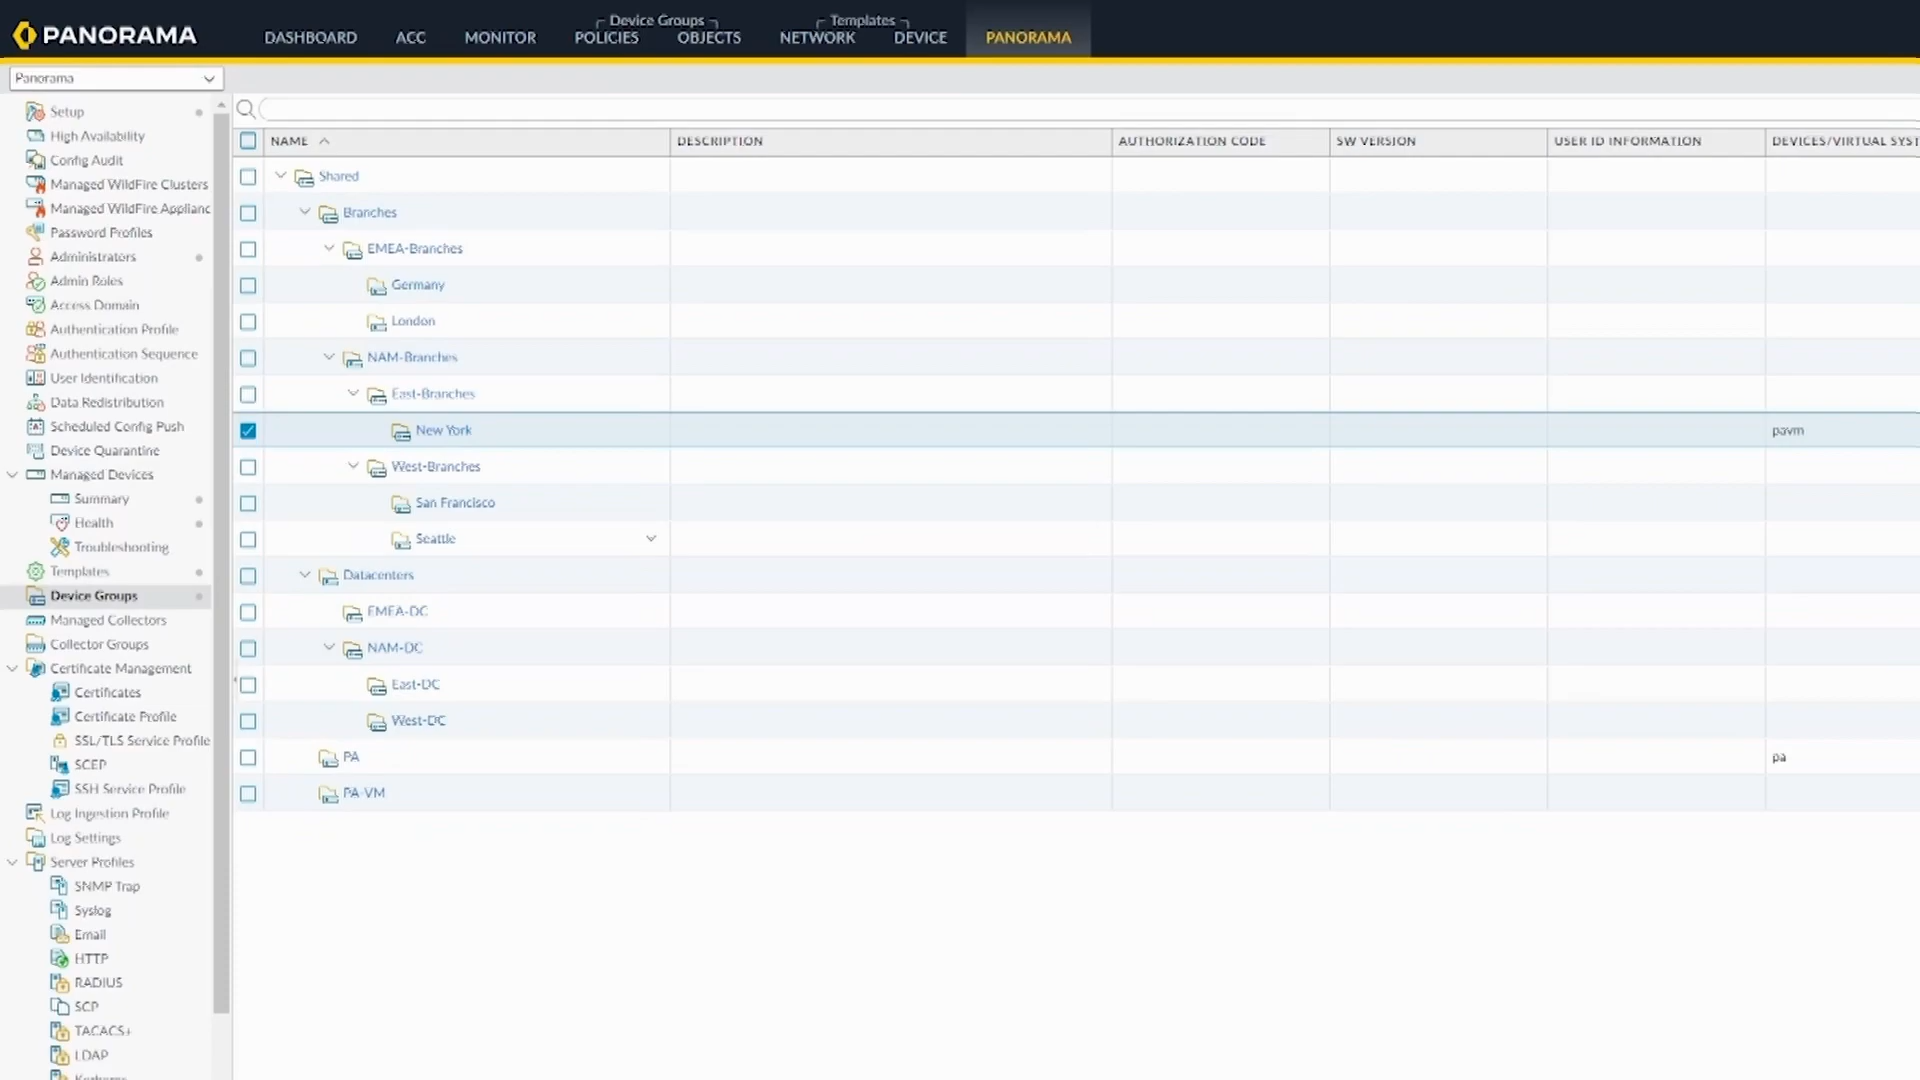 PANORAMA
DASHBOARD
ACC
MONITOR
Device Groups
POLICIES
OBJECTS
Templates
NETWORK
DEVICE
PANORAMA
Panorama
Setup
High Availability
Config Audit
Managed WildFire Clusters
Managed WildFire Applianc
Password Profiles
Administrators
Admin Roles
Access Domain
Authentication Profile
Authentication Sequence
User Identification
Data Redistribution
Scheduled Config Push
Device Quarantine
Managed Devices
Summary
Health
Troubleshooting
Templates
Device Groups
Managed Collectors
Collector Groups
Certificate Management
Certificates
Certificate Profile
SSL/TLS Service Profile
SCEP
SSH Service Profile
Log Ingestion Profile
Log Settings
Server Profiles
SNMP Trap
Syslog
Email
HTTP
RADIUS
SCP
TACACS+
LDAP
NAME DESCRIPTION AUTHORIZATION CODE SW VERSION USER ID INFORMATION DEVICES/VIRTUAL SYST
Shared
Branches
EMEA-Branches
Germany
London
NAM-Branches
East-Branches
New York pavm
West-Branches
San Francisco
Seattle
Datacenters
EMEA-DC
NAM-DC
East-DC
West-DC
PA pa
PA-VM